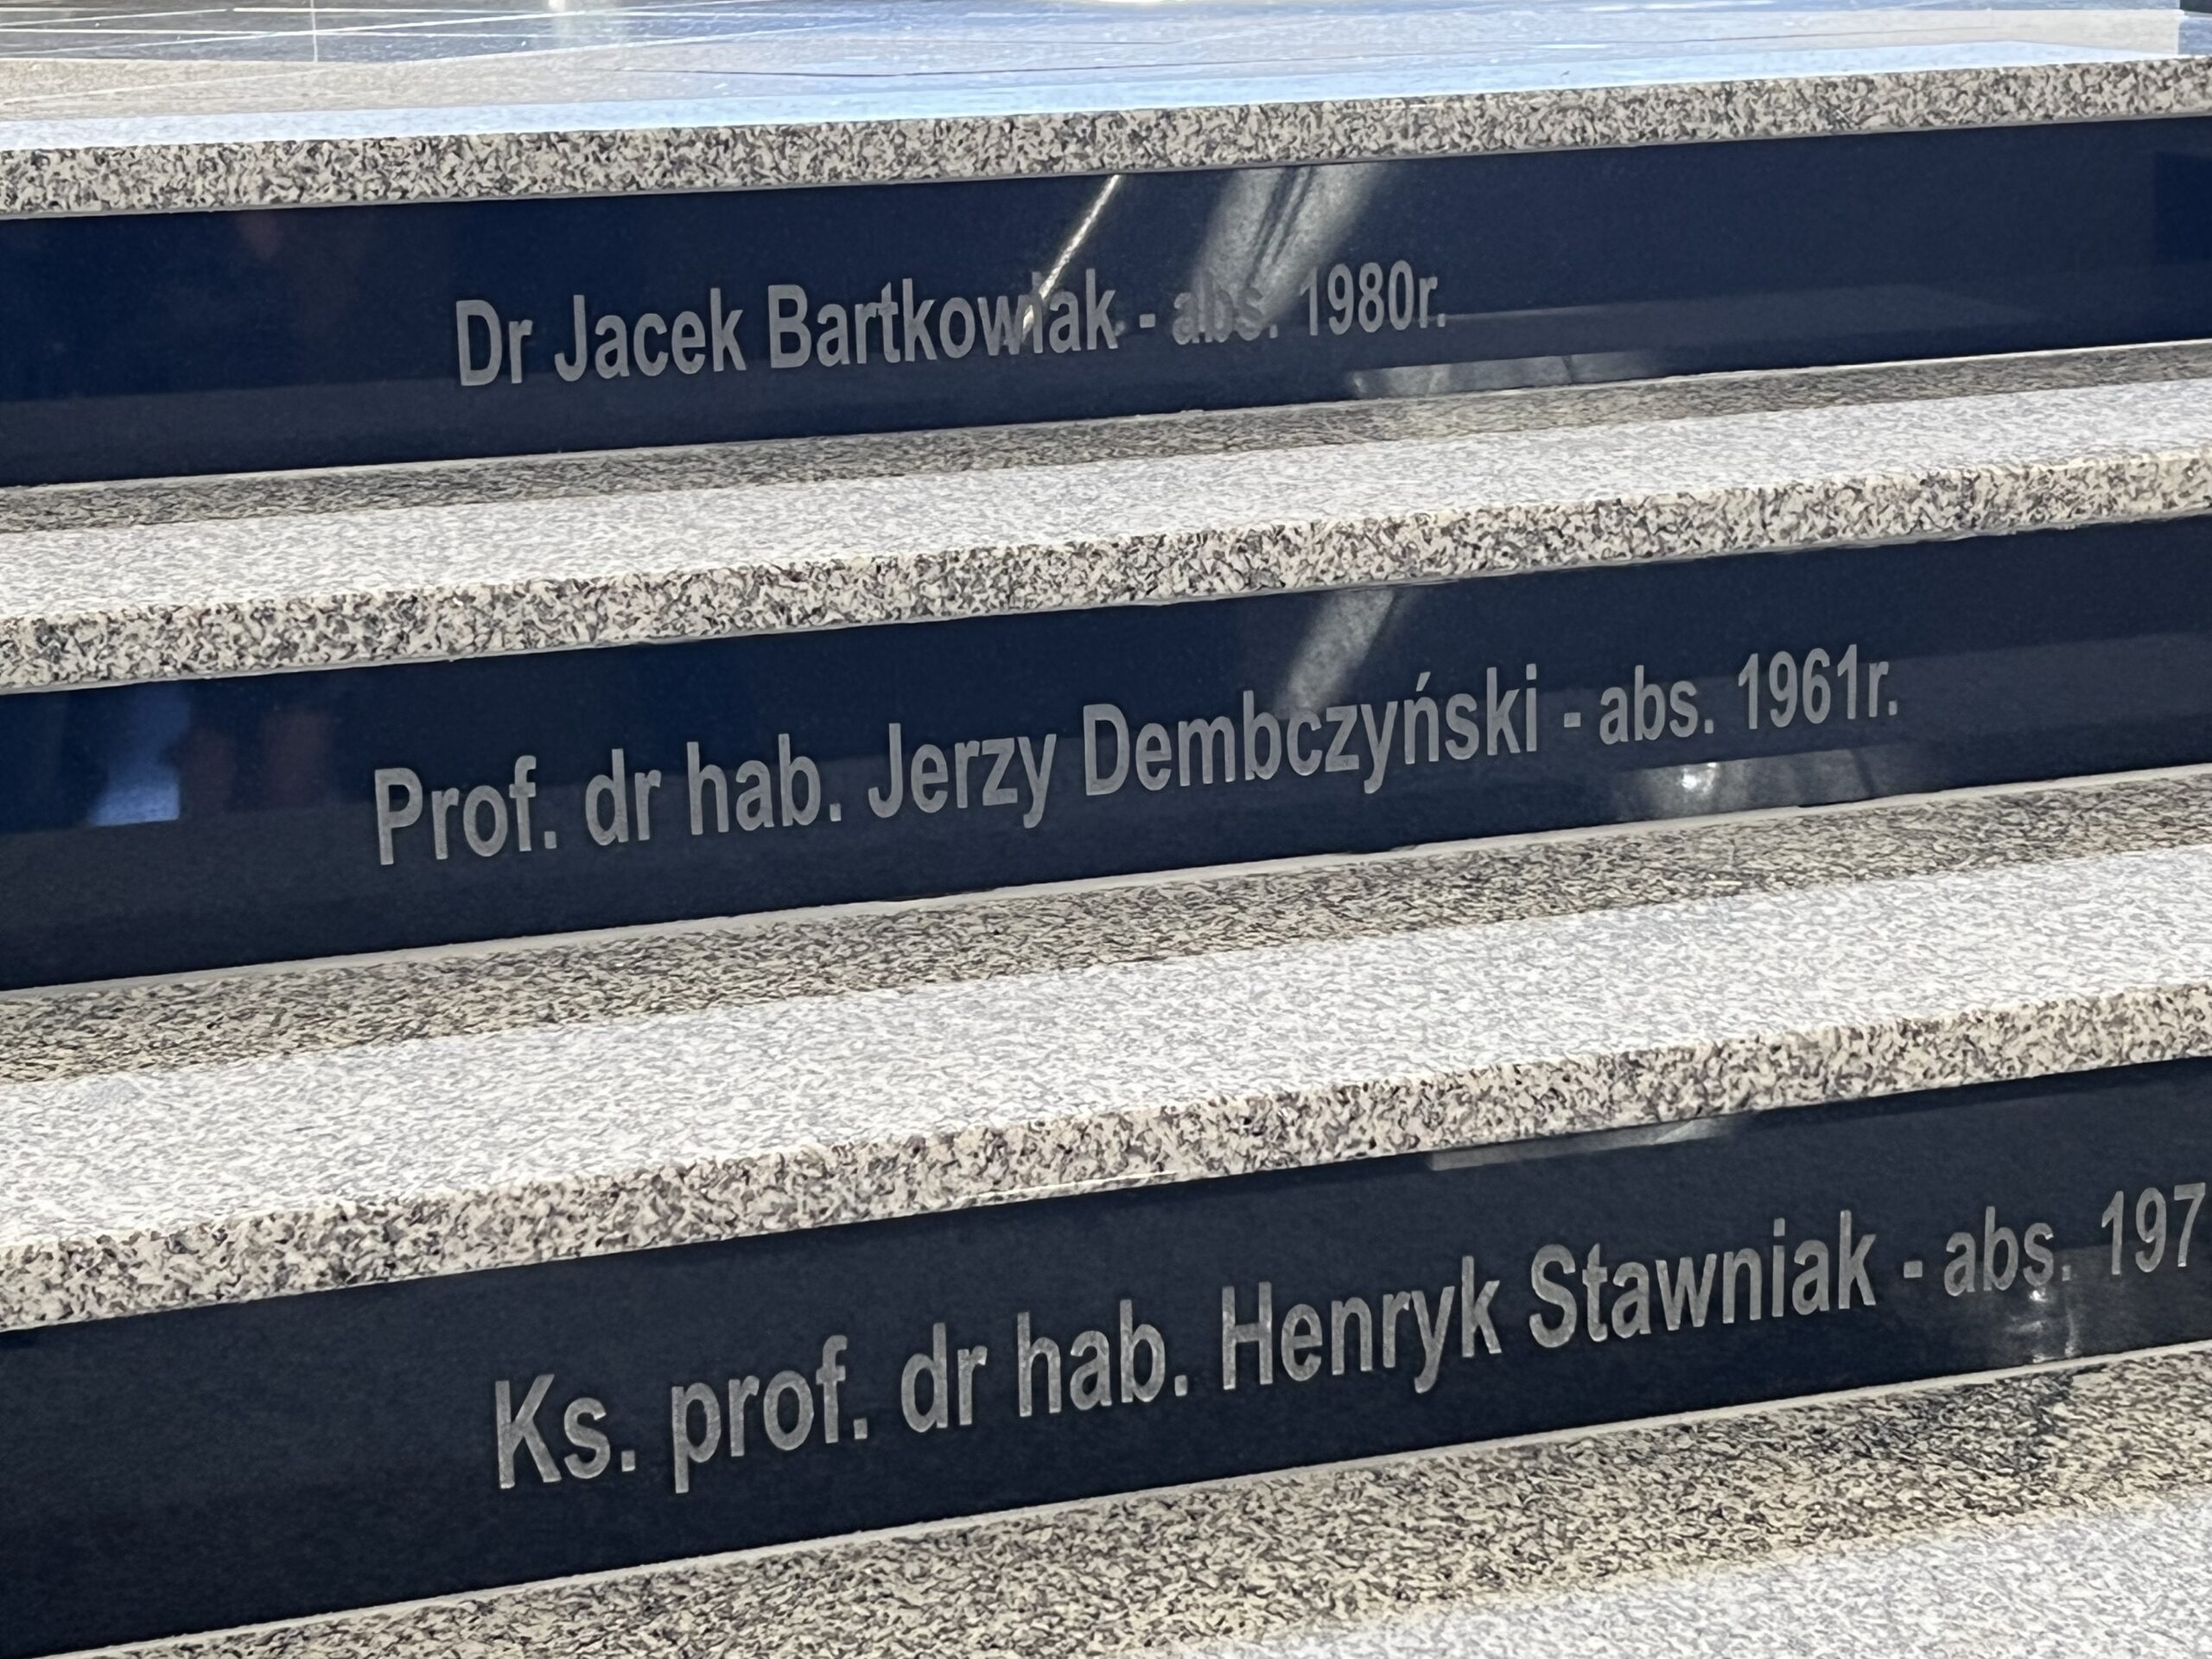 Dr Jacek Bartkowiak - abs. 1980r.
Prof. dr hab. Jerzy Dembczyński - abs. 1961r.
Ks. prof. dr hab. Henryk Stawniak - abs. 197